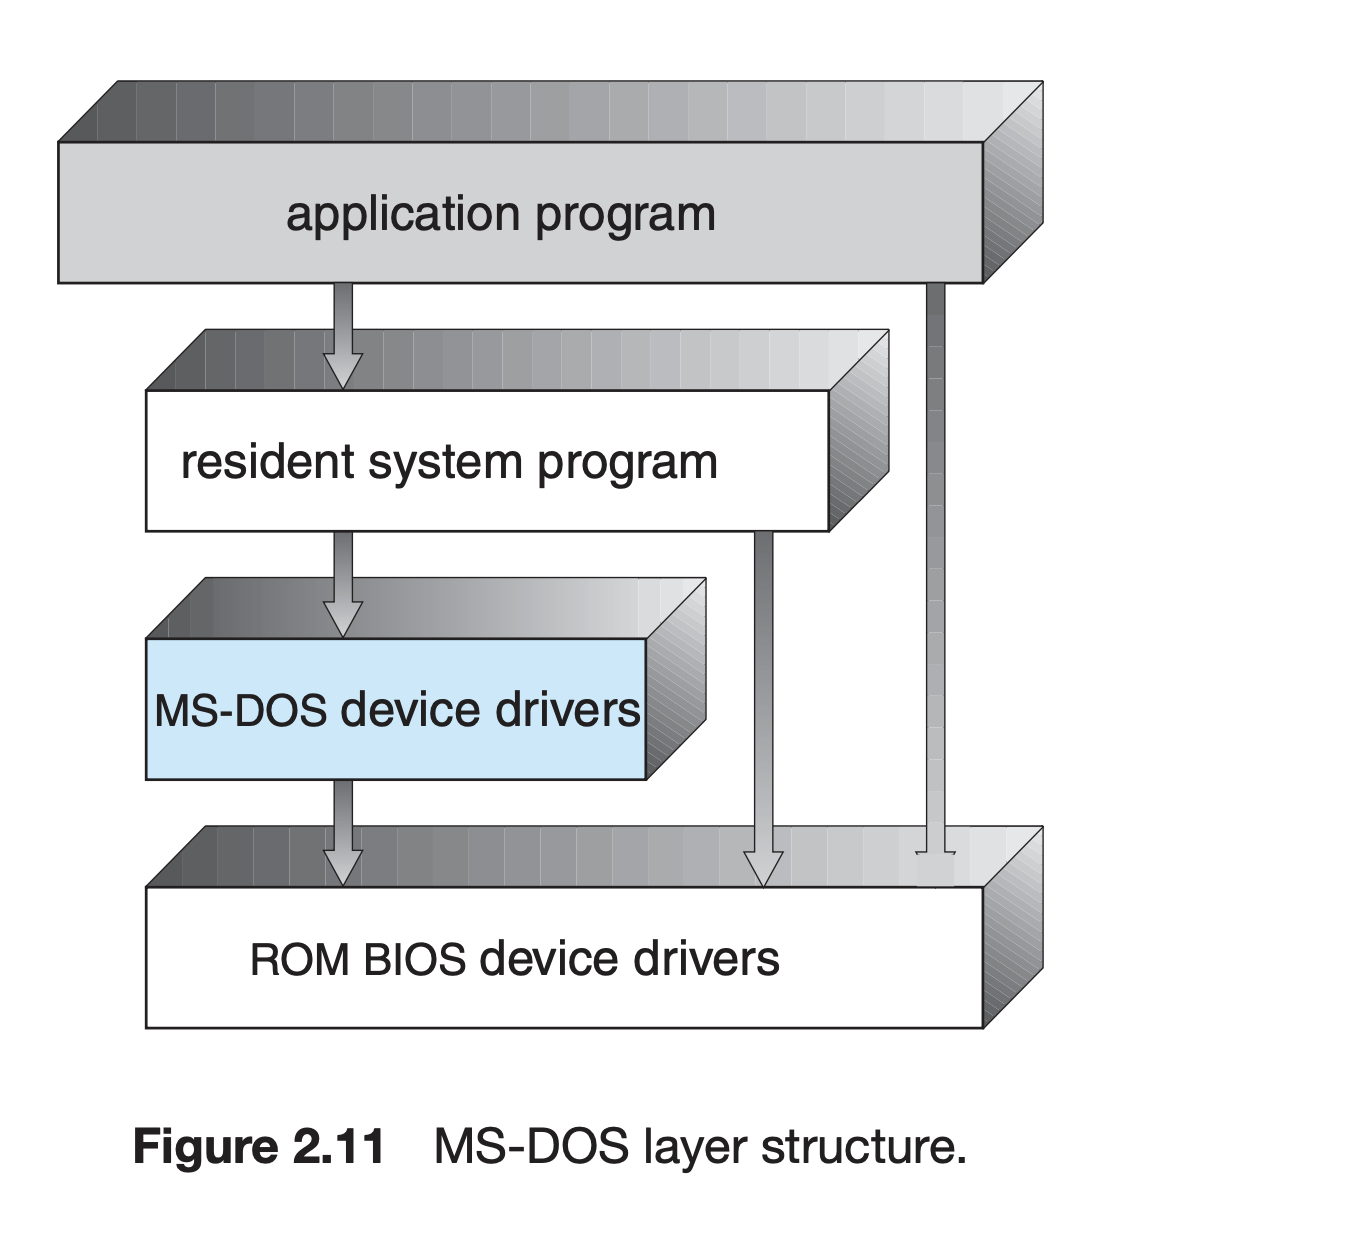 application program
resident system program
MS-DOS device drivers
ROM BIOS device drivers
Figure 2.11 MS-DOS layer structure.